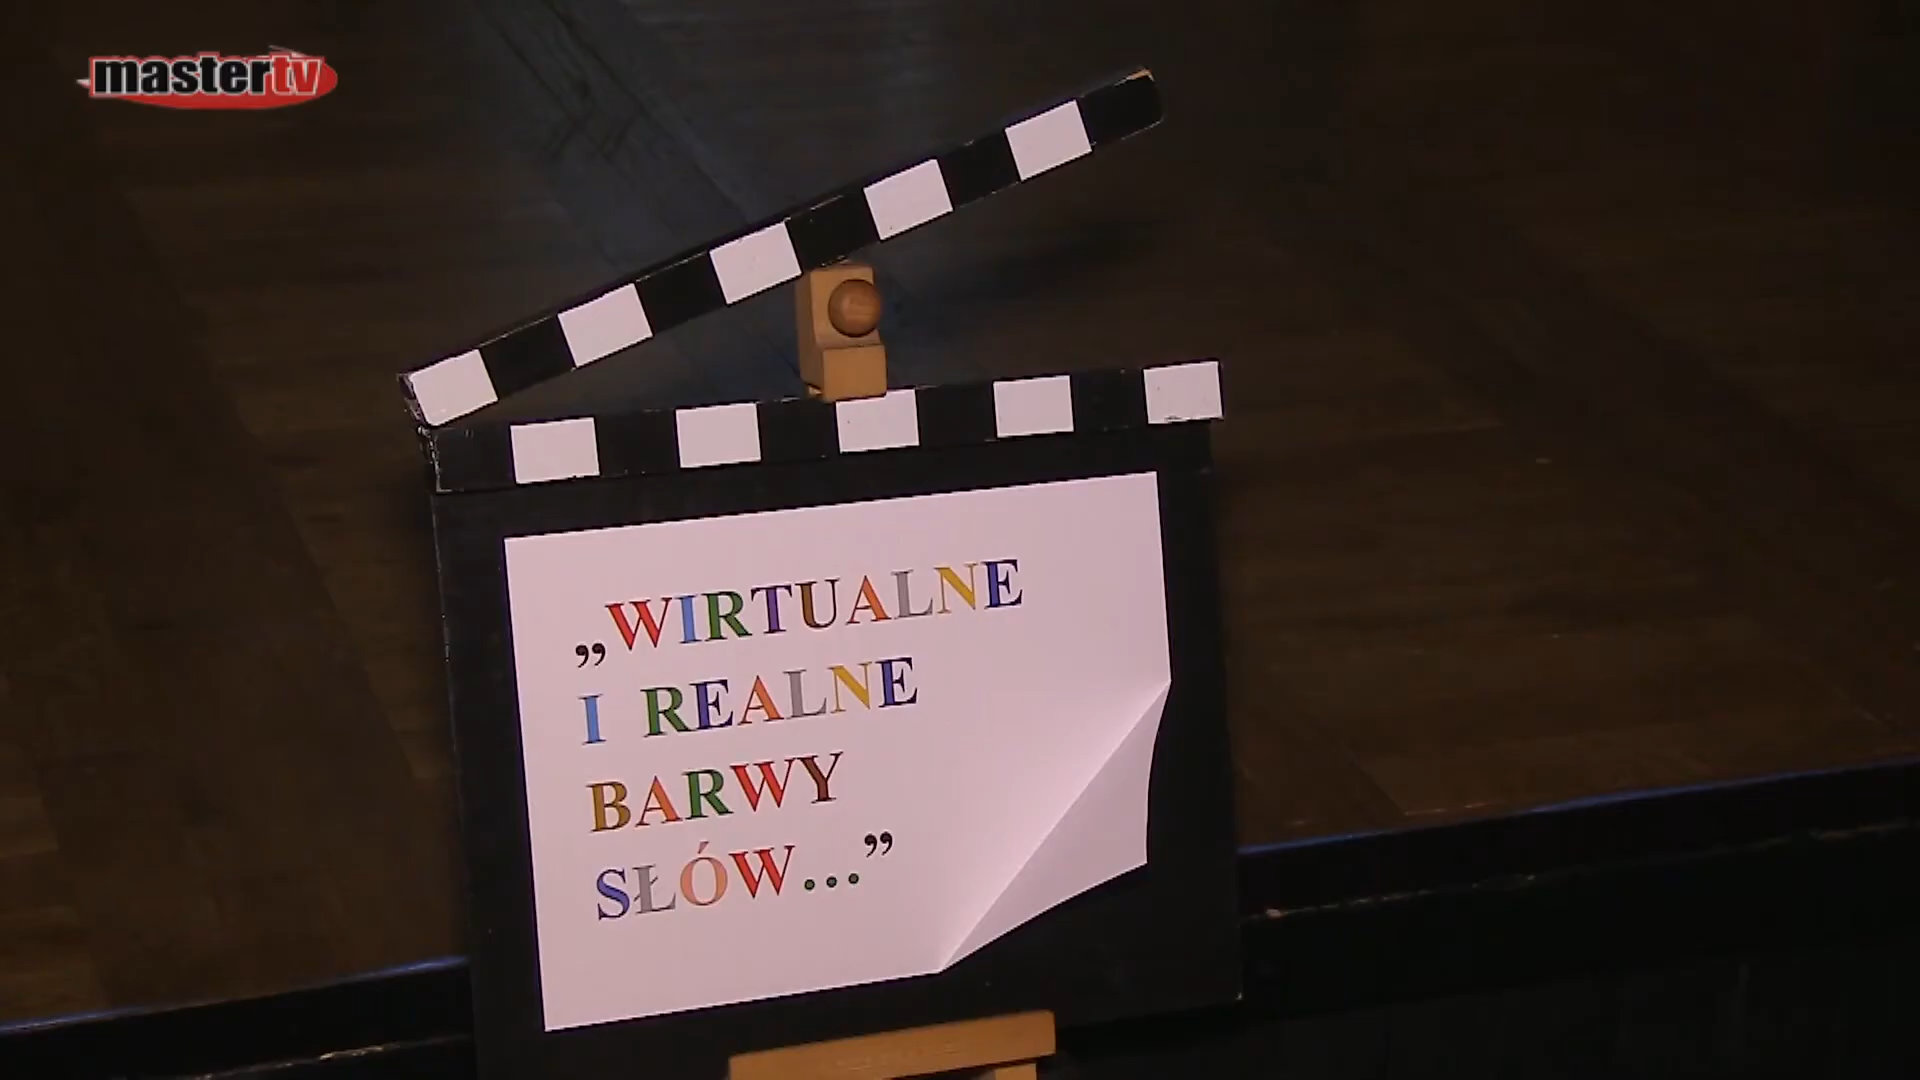 mastertv
„WIRTUALNE
I REALNE
BARWY
SŁÓW...”